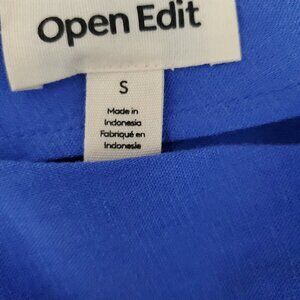 Open Edit
S
Made in
Indonesia
Fabriqué en
Indonésie